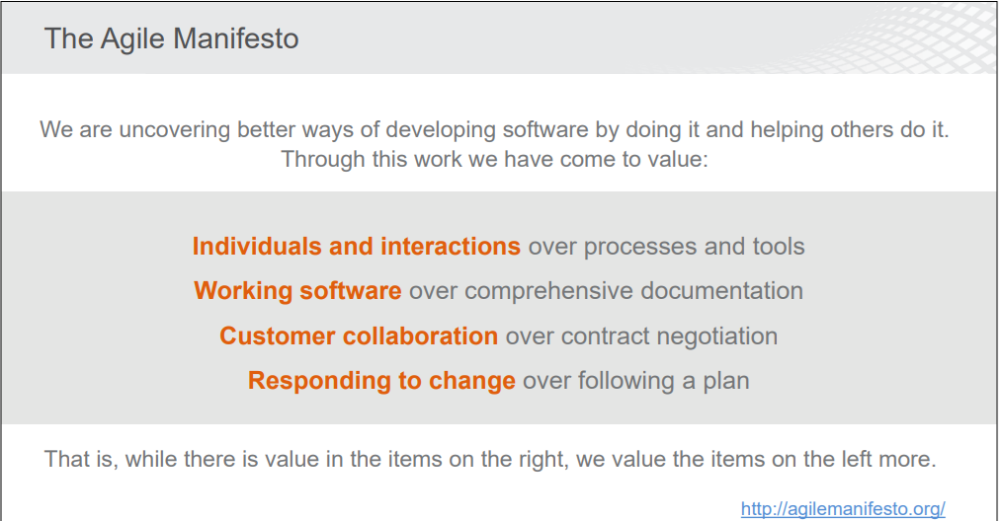 The Agile Manifesto
We are uncovering better ways of developing software by doing it and helping others do it.
Through this work we have come to value:
Individuals and interactions over processes and tools
Working software over comprehensive documentation
Customer collaboration over contract negotiation
Responding to change over following a plan
That is, while there is value in the items on the right, we value the items on the left more.
http://agilemanifesto.org/